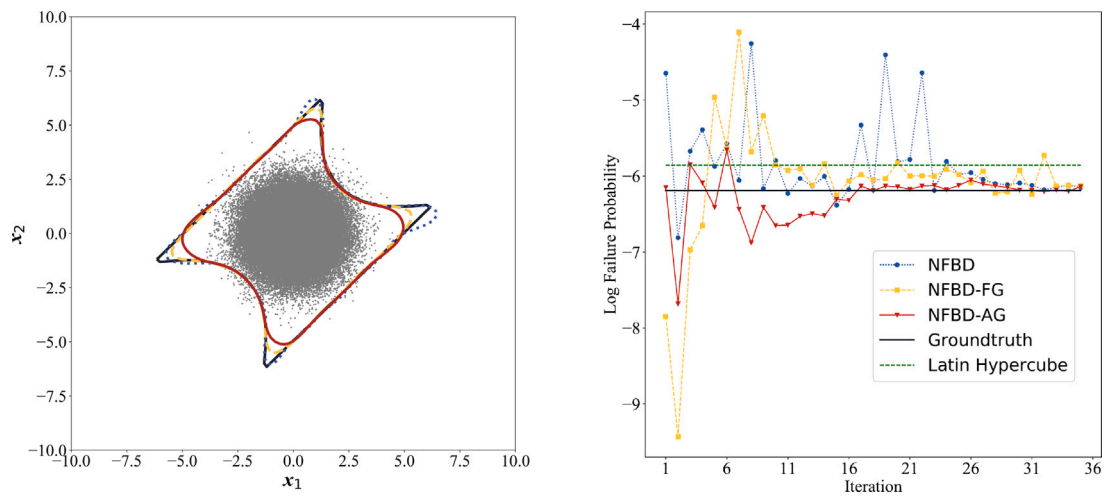 10.0
7.5
5.0
2.5
0.0
−2.5
−5.0
−7.5
−10.0
x2
−10.0 −7.5 −5.0 −2.5 0.0 2.5 5.0 7.5 10.0
x1
−4
−5
−6
−7
−8
−9
Log Failure Probability
NFBD
NFBD-FG
NFBD-AG
Groundtruth
Latin Hypercube
1 6 11 16 21 26 31 36
Iteration